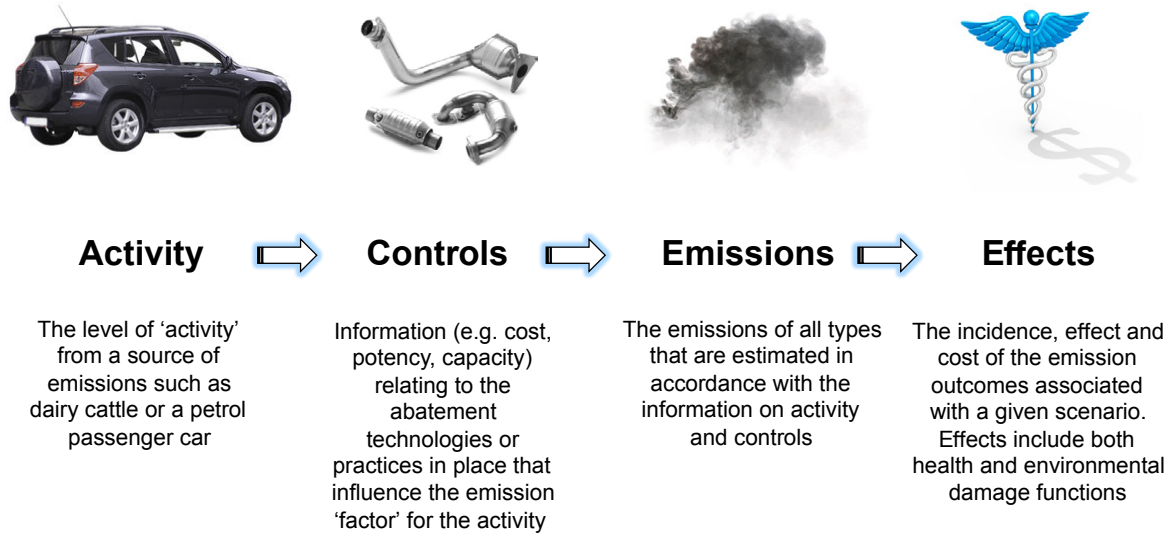 Activity
Controls
Emissions
Effects
The level of ‘activity’
from a source of
emissions such as
dairy cattle or a petrol
passenger car
Information (e.g. cost,
potency, capacity)
relating to the
abatement
technologies or
practices in place that
influence the emission
‘factor’ for the activity
The emissions of all types
that are estimated in
accordance with the
information on activity
and controls
The incidence, effect and
cost of the emission
outcomes associated
with a given scenario.
Effects include both
health and environmental
damage functions